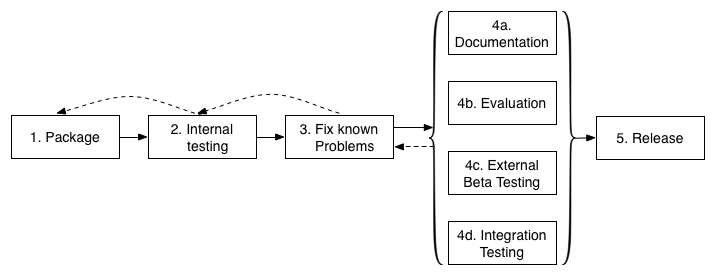 1. Package
2. Internal
testing
3. Fix known
Problems
4a.
Documentation
4b. Evaluation
4c. External
Beta Testing
4d. Integration
Testing
5. Release